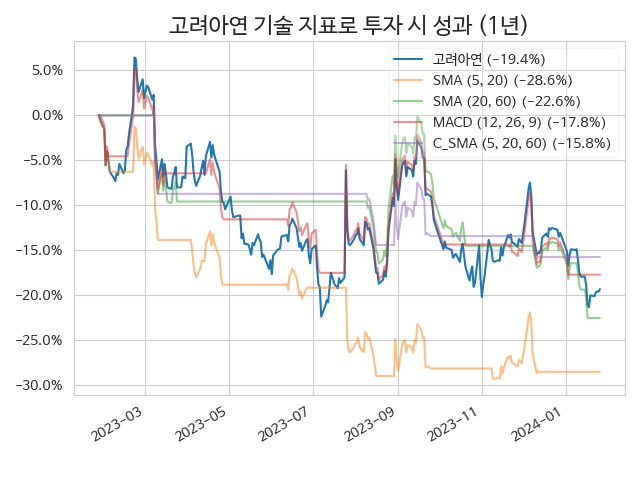 고려아연 기술 지표로 투자 시 성과 (1년)
고려아연 (−19.4%)
SMA (5, 20) (−28.6%)
SMA (20, 60) (−22.6%)
MACD (12, 26, 9) (−17.8%)
C_SMA (5, 20, 60) (−15.8%)
5.0%
0.0%
−5.0%
−10.0%
−15.0%
−20.0%
−25.0%
−30.0%
2023−03
2023−05
2023−07
2023−09
2023−11
2024−01